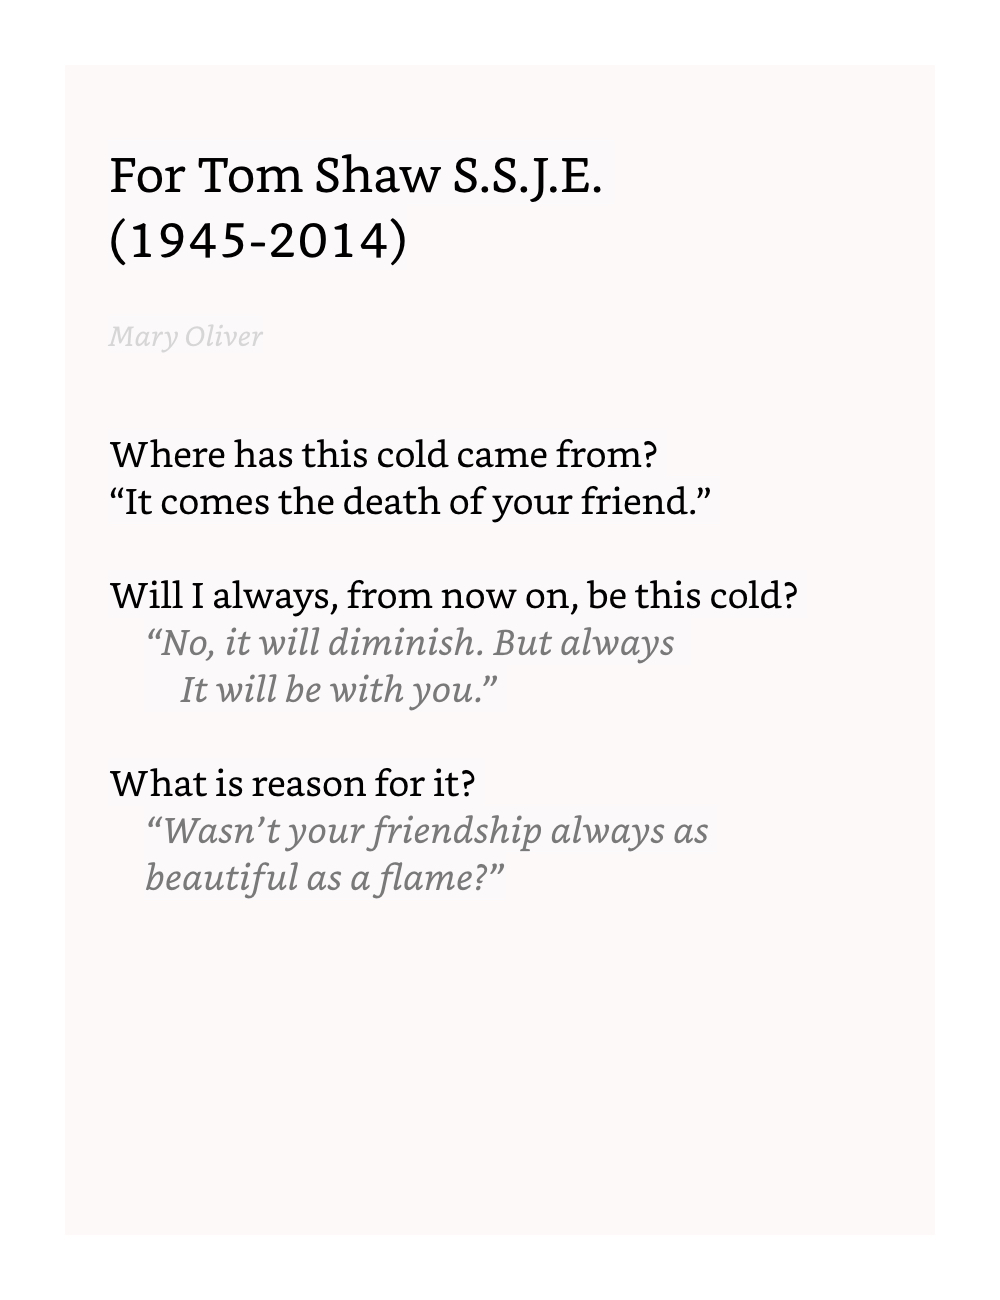 For Tom Shaw S.S.J.E.
(1945-2014)
Mary Oliver
Where has this cold came from?
“It comes the death of your friend.”
Will I always, from now on, be this cold?
“No, it will diminish. But always
It will be with you.”
What is reason for it?
“Wasn’t your friendship always as
beautiful as a flame?”